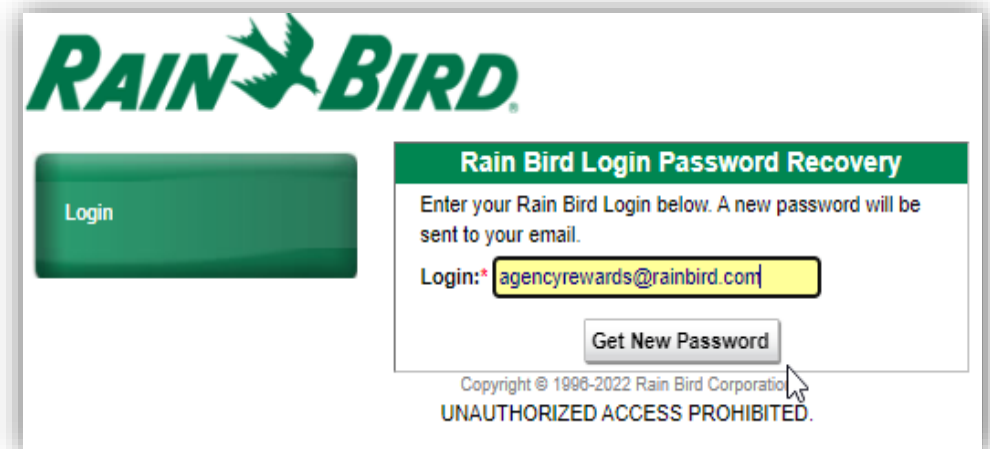 RAIN BIRD®
Rain Bird Login Password Recovery
Login
Enter your Rain Bird Login below. A new password will be
sent to your email.
Login:* agencyrewards@rainbird.com
Get New Password
Copyright © 1996-2022 Rain Bird Corporation
UNAUTHORIZED ACCESS PROHIBITED.